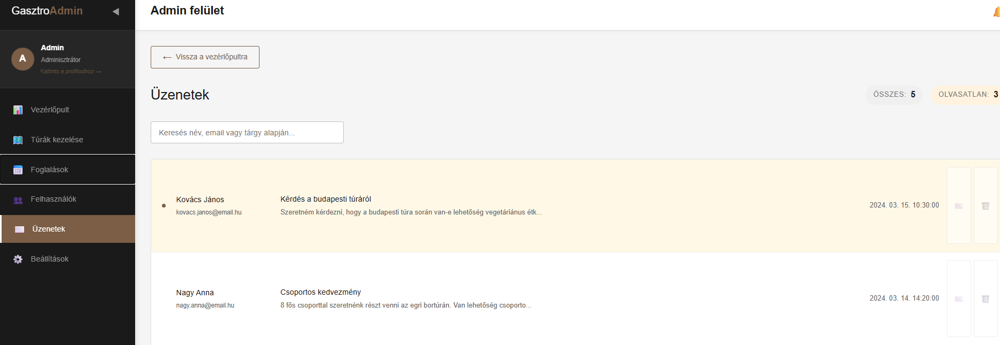 GasztroAdmin
Admin felület
A
Admin
Adminisztrátor
Kattints a profilodhoz →
Vezérlőpult
Túrák kezelése
Foglalások
Felhasználók
Üzenetek
Beállítások
← Vissza a vezérlőpultra
Üzenetek
ÖSSZES: 5
OLVASATLAN: 3
Keresés név, email vagy tárgy alapján...
Kovács János
kovacs.janos@email.hu
Kérdés a budapesti túráról
Szeretném kérdezni, hogy a budapesti túra során van-e lehetőség vegetáriánus étk...
2024. 03. 15. 10:30:00
Nagy Anna
nagy.anna@email.hu
Csoportos kedvezmény
8 fős csoporttal szeretnénk részt venni az egri bortúrán. Van lehetőség csoporto...
2024. 03. 14. 14:20:00